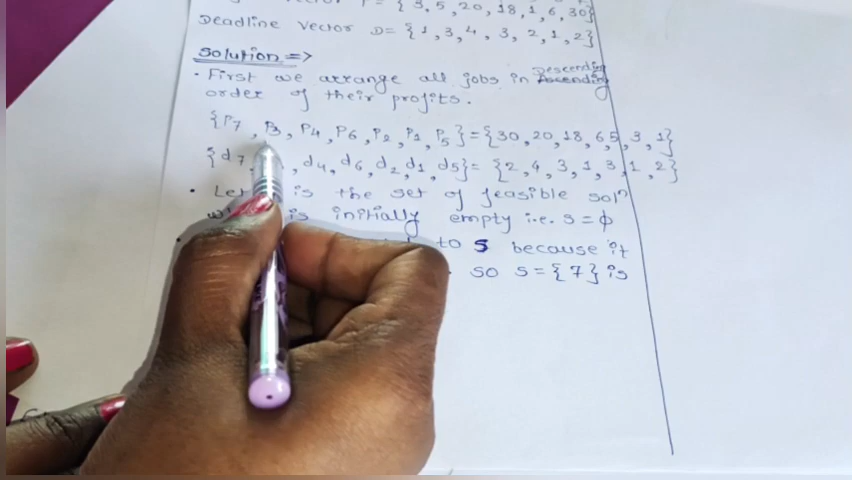 P = {3,5,20,18,1,6,30}
Deadline Vector D= {1,3,4,3,2,1,2}
Solution =>
• First we arrange all jobs in Descending
order of their profits.
{P7, P3, P4, P6, P2, P1, P5} = {30,20,18,6,5,3,1}
{d7, , d4, d6, d2, d1, d5} = {2,4,3,1,3,1,2}
• Let is the set of feasible solⁿ
is initially empty i.e. S = ϕ
to S because it
so S = {7} is